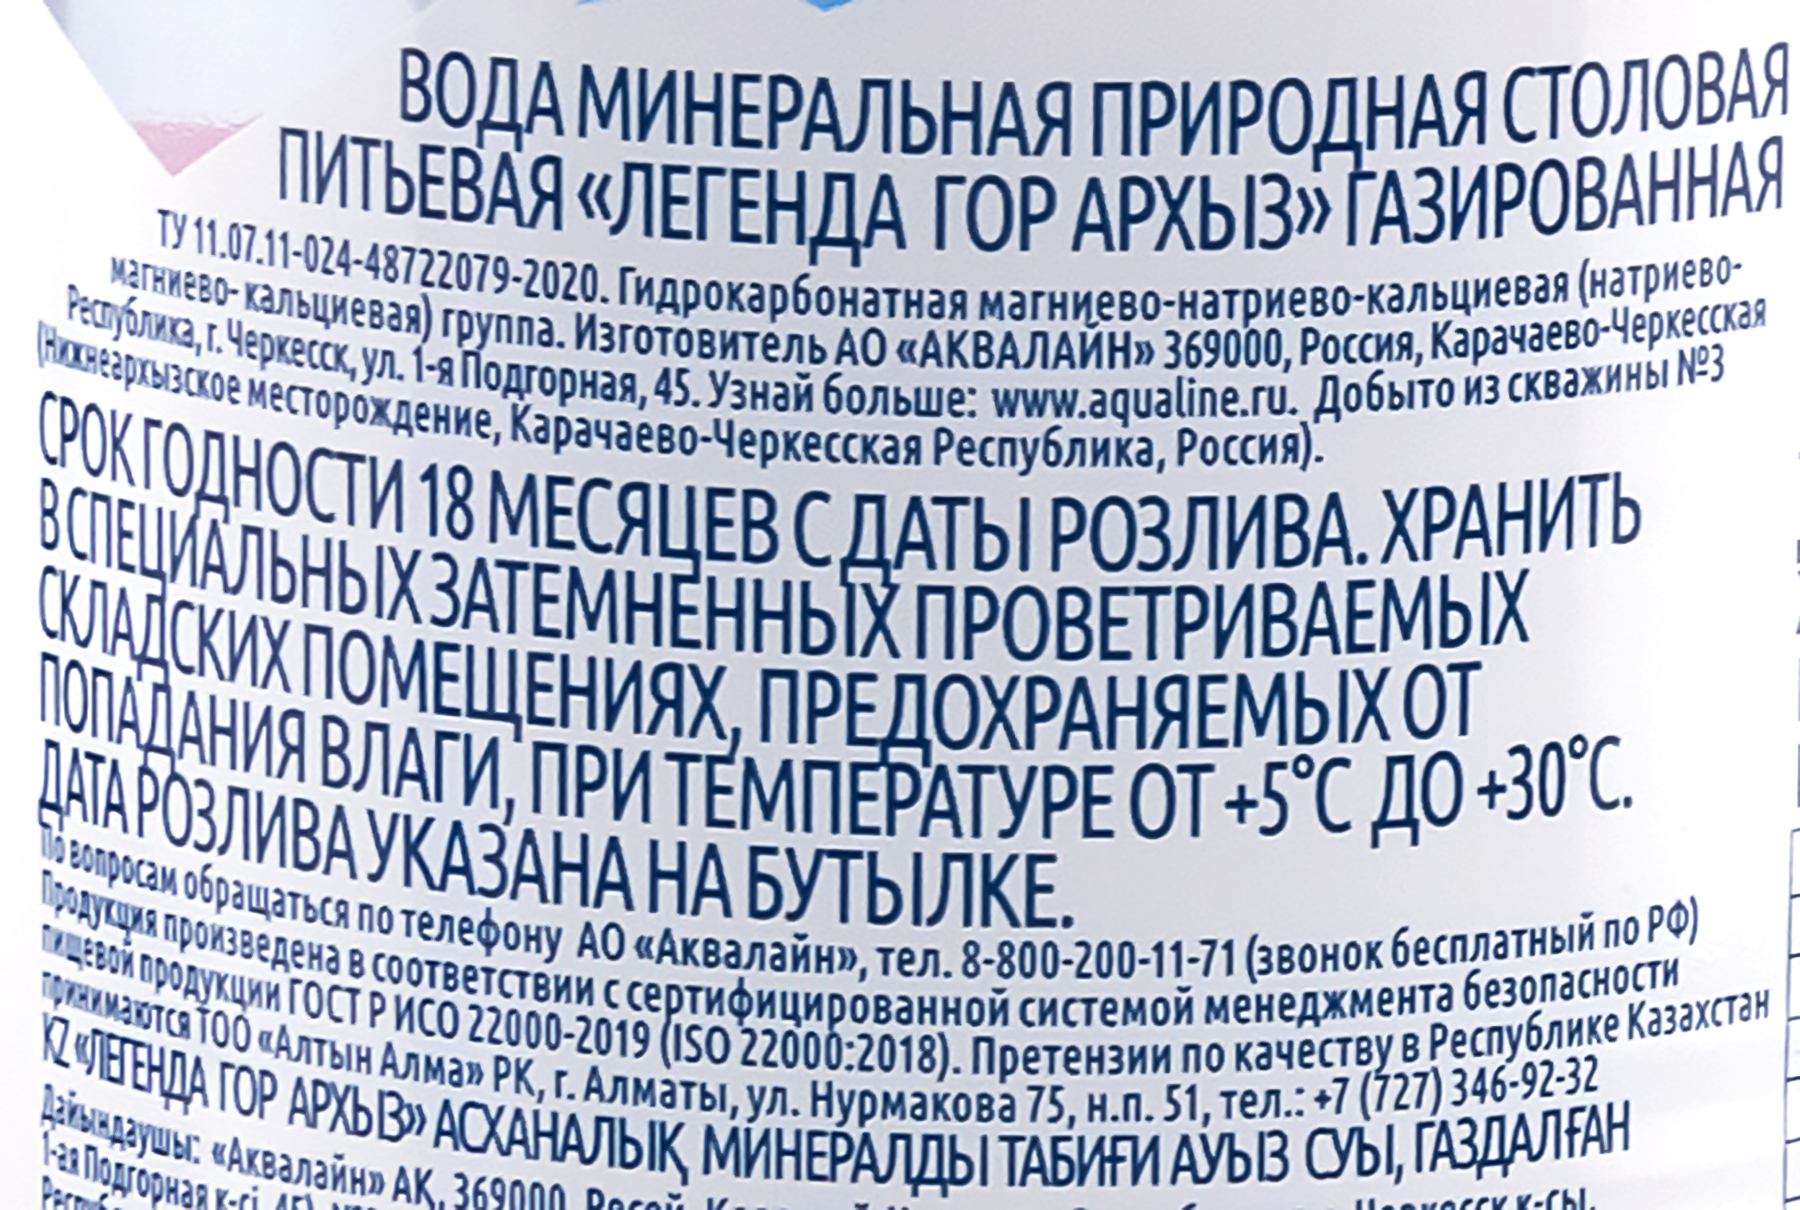 ВОДА МИНЕРАЛЬНАЯ ПРИРОДНАЯ СТОЛОВАЯ
ПИТЬЕВАЯ «ЛЕГЕНДА ГОР АРХЫЗ» ГАЗИРОВАННАЯ
ТУ 11.07.11-024-48722079-2020. Гидрокарбонатная магниево-натриево-кальциевая (натриево-
магниево- кальциевая) группа. Изготовитель АО «АКВАЛАЙН» 369000, Россия, Карачаево-Черкесская
Республика, г. Черкесск, ул. 1-я Подгорная, 45. Узнай больше: www.aqualine.ru. Добыто из скважины №3
(Нижнеархызское месторождение, Карачаево-Черкесская Республика, Россия).
СРОК ГОДНОСТИ 18 МЕСЯЦЕВ С ДАТЫ РОЗЛИВА. ХРАНИТЬ
В СПЕЦИАЛЬНЫХ ЗАТЕМНЕННЫХ ПРОВЕТРИВАЕМЫХ
СКЛАДСКИХ ПОМЕЩЕНИЯХ, ПРЕДОХРАНЯЕМЫХ ОТ
ПОПАДАНИЯ ВЛАГИ, ПРИ ТЕМПЕРАТУРЕ ОТ +5°С ДО +30°С.
ДАТА РОЗЛИВА УКАЗАНА НА БУТЫЛКЕ.
По вопросам обращаться по телефону АО «Аквалайн», тел. 8-800-200-11-71 (звонок бесплатный по РФ)
Продукция произведена в соответствии с сертифицированной системой менеджмента безопасности
пищевой продукции ГОСТ Р ИСО 22000-2019 (ISO 22000:2018). Претензии по качеству в Республике Казахстан
принимаются ТОО «Алтын Алма» РК, г. Алматы, ул. Нурмакова 75, н.п. 51, тел.: +7 (727) 346-92-32
KZ «ЛЕГЕНДА ГОР АРХЫЗ» АСХАНАЛЫҚ МИНЕРАЛДЫ ТАБИҒИ АУЫЗ СУЫ, ГАЗДАЛҒАН
Дайындаушы: «Аквалайн» АҚ, 369000, Ресей, Черкесск к-сы,
1-ая Подгорная к-сі,